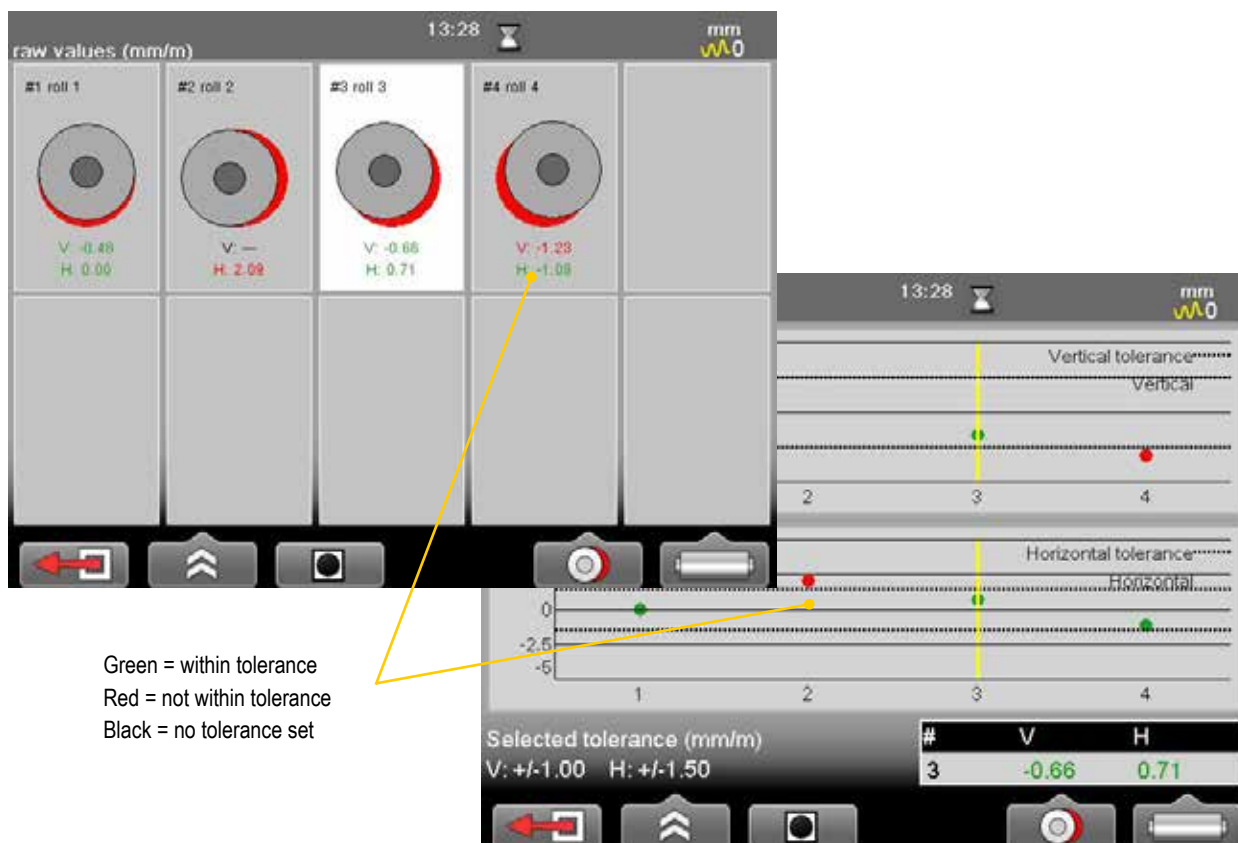 13:28
mm
raw values (mm/m)
0
#1 roll 1
#2 roll 2
#3 roll 3
#4 roll 4
V: -0.48
V: —
V: -0.66
V: -1.23
H: 0.00
H: 2.09
H: 0.71
H: -1.09
13:28
mm
0
Vertical tolerance
Vertical
2
3
4
Horizontal tolerance
Horizontal
0
-2.5
-5
1
2
3
4
Selected tolerance (mm/m)
V: +/-1.00 H: +/-1.50
# V H
3 -0.66 0.71
Green = within tolerance
Red = not within tolerance
Black = no tolerance set